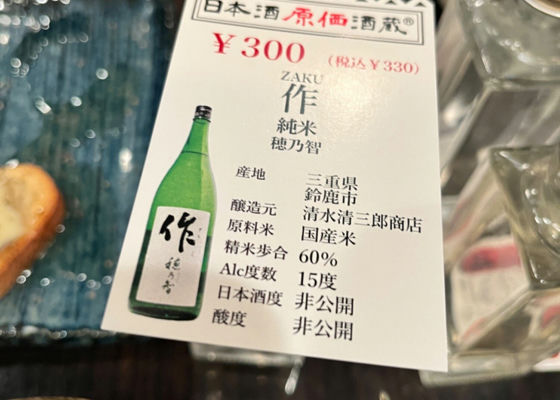 日本酒原価酒蔵®
￥300 (税込￥330)
ZAKU
作
純米
穂乃智
産地 三重県
鈴鹿市
醸造元 清水清三郎商店
原料米 国産米
精米歩合 60%
Alc度数 15度
日本酒度 非公開
酸度 非公開
作
穂乃智